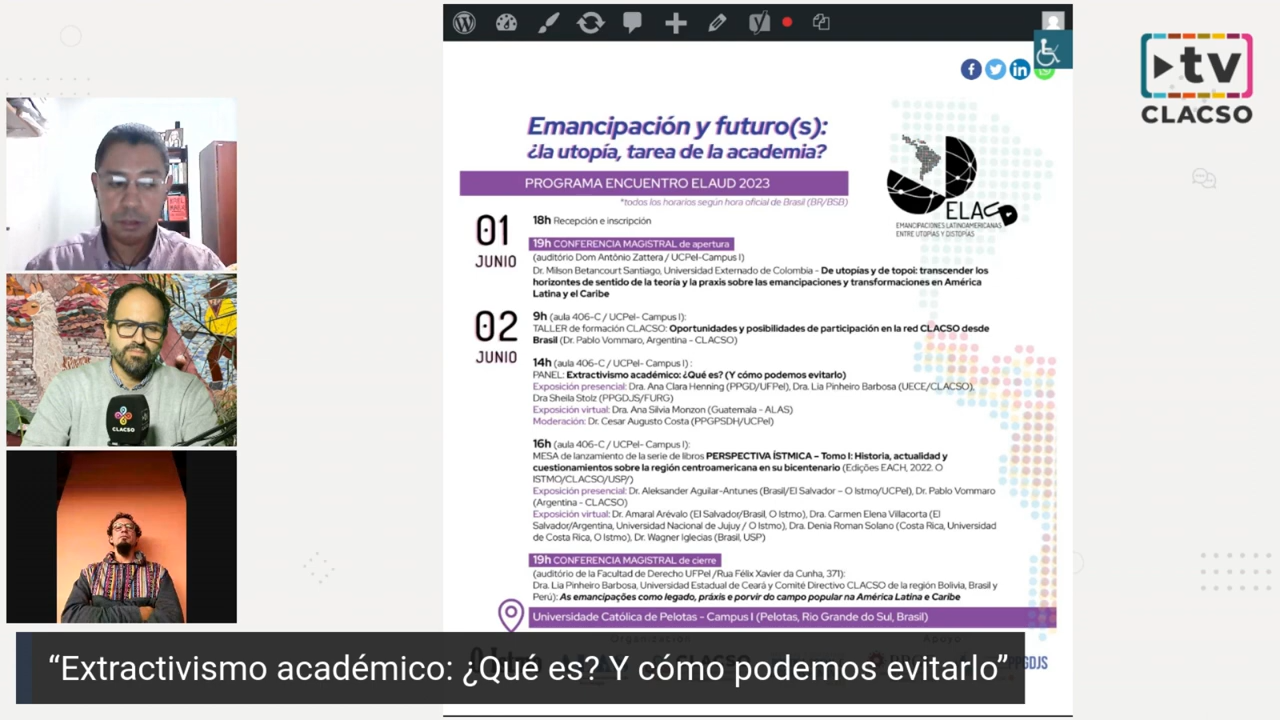 tv
CLACSO
Emancipación y futuro(s):
¿la utopía, tarea de la academia?
PROGRAMA ENCUENTRO ELAUD 2023
*todos los horarios según hora oficial de Brasil (BR/BSB)
ELAUD
EMANCIPACIONES LATINOAMERICANAS
ENTRE UTOPÍAS Y DISTOPÍAS
01
JUNIO
18h Recepción e inscripción
19h CONFERENCIA MAGISTRAL de apertura
(auditório Dom Antônio Zattera / UCPel-Campus I)
Dr. Milson Betancourt Santiago, Universidad Externado de Colombia - De utopías y de topoi: transcender los
horizontes de sentido de la teoría y la praxis sobre las emancipaciones y transformaciones en América
Latina y el Caribe
02
JUNIO
9h (aula 406-C / UCPel- Campus I):
TALLER de formación CLACSO: Oportunidades y posibilidades de participación en la red CLACSO desde
Brasil (Dr. Pablo Vommaro, Argentina - CLACSO)
14h (aula 406-C / UCPel- Campus I) :
PANEL: Extractivismo académico: ¿Qué es? (Y cómo podemos evitarlo)
Exposición presencial: Dra. Ana Clara Henning (PPGD/UFPel), Dra. Lia Pinheiro Barbosa (UECE/CLACSO),
Dra Sheila Stolz (PPGDJS/FURG)
Exposición virtual: Dra. Ana Silvia Monzon (Guatemala - ALAS)
Moderación: Dr. Cesar Augusto Costa (PPGPSDH/UCPel)
16h (aula 406-C / UCPel- Campus I):
MESA de lanzamiento de la serie de libros PERSPECTIVA ÍSTMICA – Tomo I: Historia, actualidad y
cuestionamientos sobre la región centroamericana en su bicentenario (Edições EACH, 2022. O
ISTMO/CLACSO/USP/)
Exposición presencial: Dr. Aleksander Aguilar-Antunes (Brasil/El Salvador – O Istmo/UCPel), Dr. Pablo Vommaro
(Argentina - CLACSO)
Exposición virtual: Dr. Amaral Arévalo (El Salvador/Brasil, O Istmo), Dra. Carmen Elena Villacorta (El
Salvador/Argentina, Universidad Nacional de Jujuy / O Istmo), Dra. Denia Roman Solano (Costa Rica, Universidad
de Costa Rica, O Istmo), Dr. Wagner Iglecias (Brasil, USP)
19h CONFERENCIA MAGISTRAL de cierre
(auditório de la Facultad de Derecho UFPel /Rua Félix Xavier da Cunha, 371):
Dra. Lia Pinheiro Barbosa, Universidad Estadual de Ceará y Comité Directivo CLACSO de la región Bolivia, Brasil y
Perú): As emancipações como legado, práxis e porvir do campo popular na América Latina e Caribe
Universidade Católica de Pelotas - Campus I (Pelotas, Rio Grande do Sul, Brasil)
Organización
Apoyo
CLACSO
PPGDJS
CLACSO
“Extractivismo académico: ¿Qué es? Y cómo podemos evitarlo”